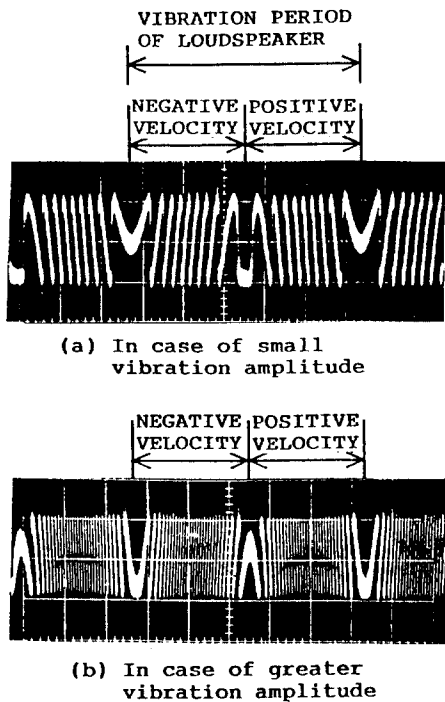 VIBRATION PERIOD
OF LOUDSPEAKER
NEGATIVE POSITIVE
VELOCITY VELOCITY
(a) In case of small
vibration amplitude
NEGATIVE POSITIVE
VELOCITY VELOCITY
(b) In case of greater
vibration amplitude